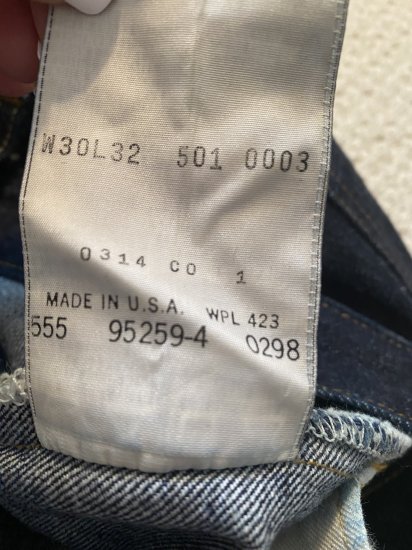 W30L32 501 0003
0314 CO 1
MADE IN U.S.A. WPL 423
555 95259-4 0298